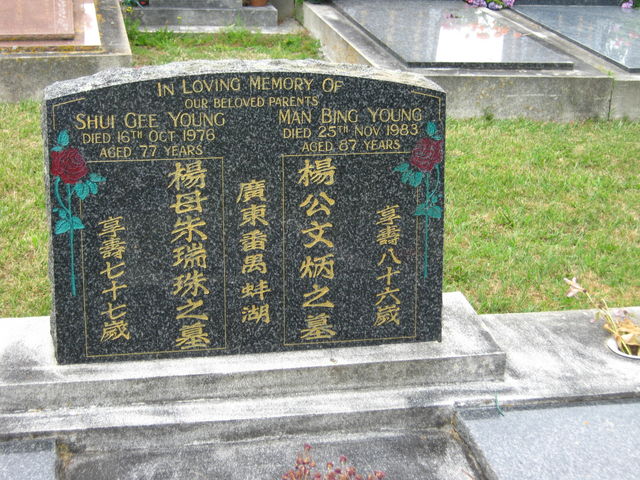 IN LOVING MEMORY OF
OUR BELOVED PARENTS
SHUI GEE YOUNG
DIED 16TH OCT 1976
AGED 77 YEARS
MAN BING YOUNG
DIED 25TH NOV 1983
AGED 87 YEARS
享壽八十六歲
楊公文炳之墓
廣東番禺蚌湖
楊母朱瑞珠之墓
享壽七十七歲